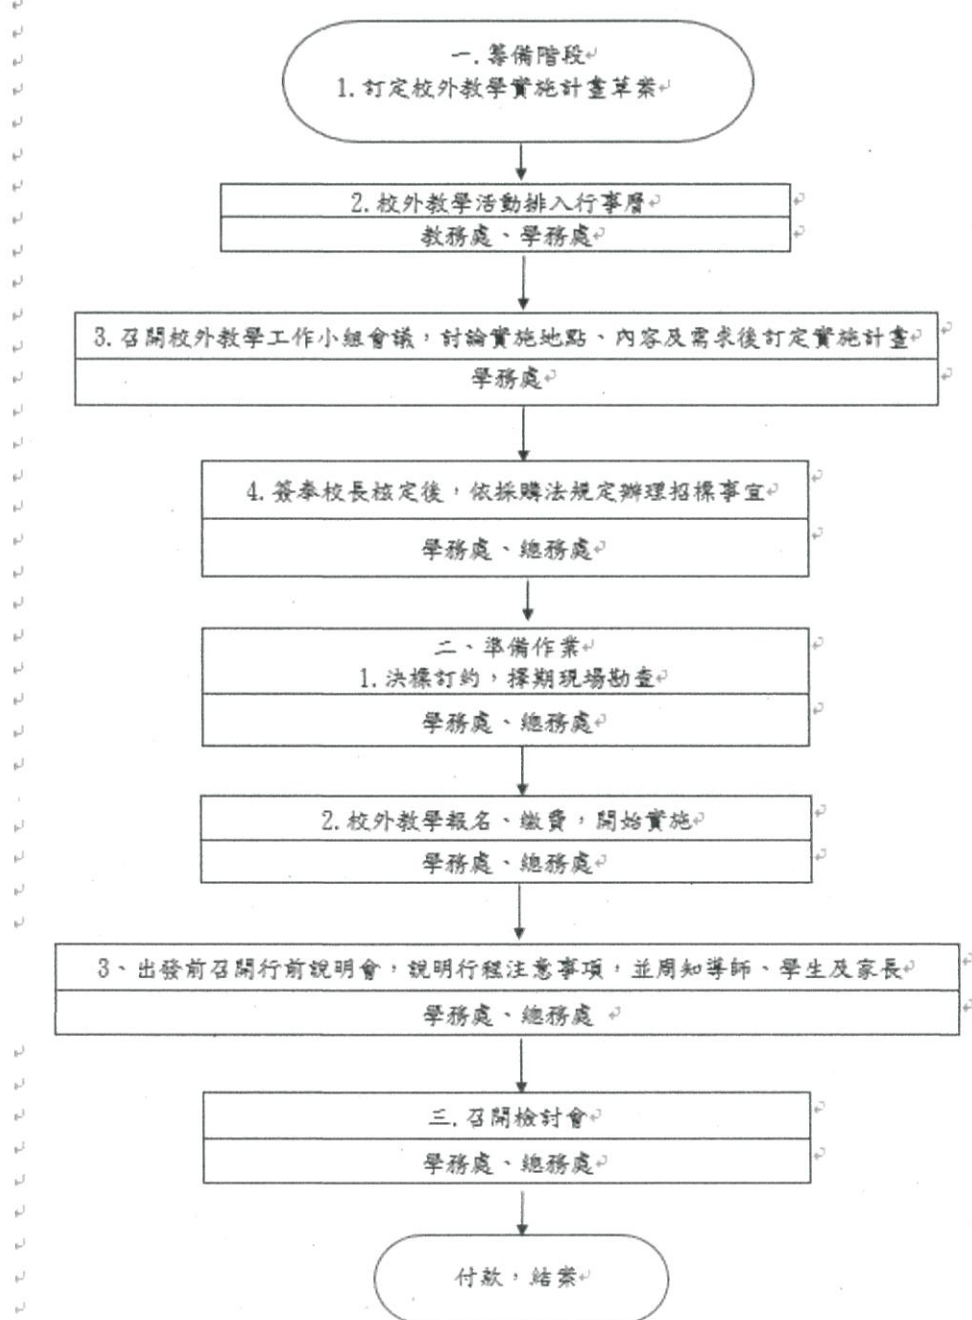 一.籌備階段
1.訂定校外教學實施計畫草案
2.校外教學活動排入行事曆
教務處、學務處
3.召開校外教學工作小組會議，討論實施地點、內容及需求後訂定實施計畫
學務處
4.簽奉校長核定後，依採購法規定辦理招標事宜
學務處、總務處
二、準備作業
1.決標訂約，擇期現場勘查
學務處、總務處
2.校外教學報名、繳費，開始實施
學務處、總務處
3、出發前召開行前說明會，說明行程注意事項，並周知導師、學生及家長
學務處、總務處
三.召開檢討會
學務處、總務處
付款，結案